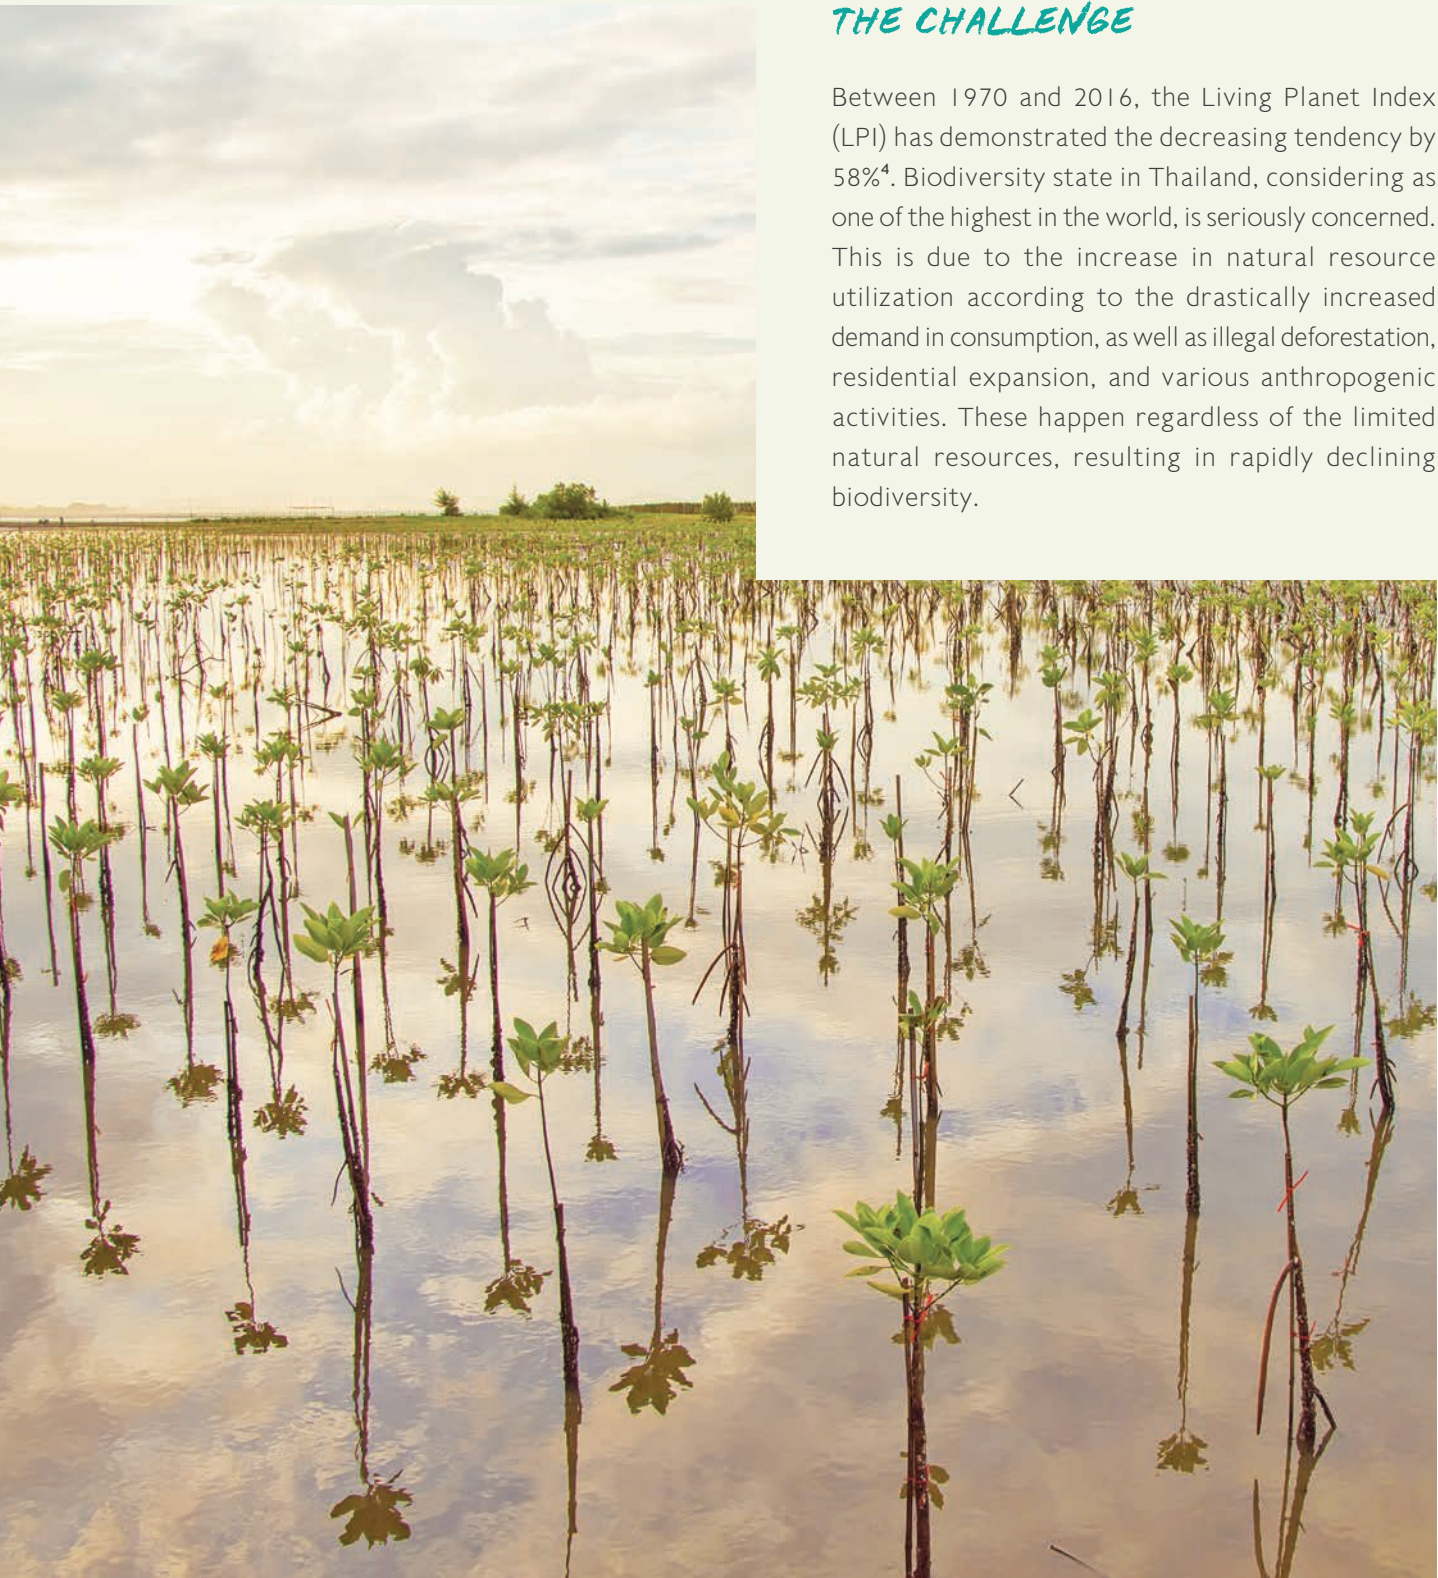 THE CHALLENGE
Between 1970 and 2016, the Living Planet Index
(LPI) has demonstrated the decreasing tendency by
58%⁴. Biodiversity state in Thailand, considering as
one of the highest in the world, is seriously concerned.
This is due to the increase in natural resource
utilization according to the drastically increased
demand in consumption, as well as illegal deforestation,
residential expansion, and various anthropogenic
activities. These happen regardless of the limited
natural resources, resulting in rapidly declining
biodiversity.